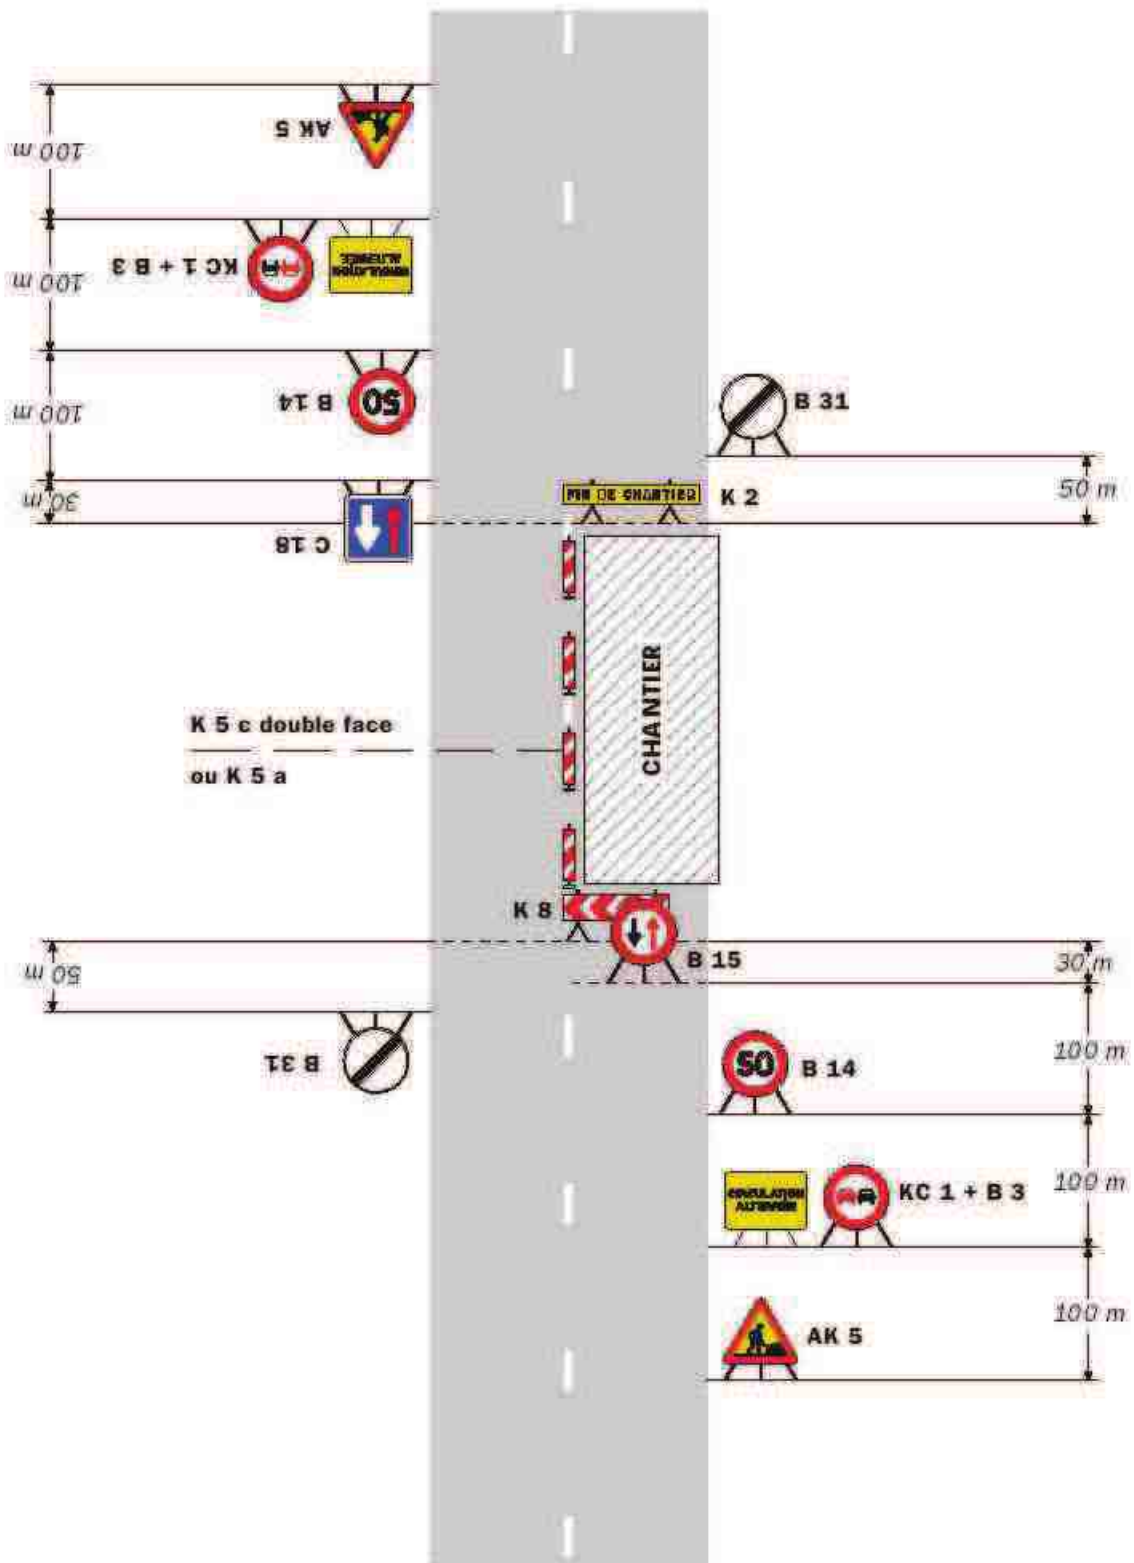 AK 5
100 m
KC 1 + B 3
CIRCULATION
ALTERNÉE
100 m
B 14
50
100 m
B 31
C 18
30 m
K 2
50 m
K 5 c double face
ou K 5 a
CHANTIER
K 8
B 15
30 m
50 m
B 31
50
B 14
100 m
CIRCULATION
ALTERNÉE
KC 1 + B 3
100 m
AK 5
100 m
FIN DE CHANTIER